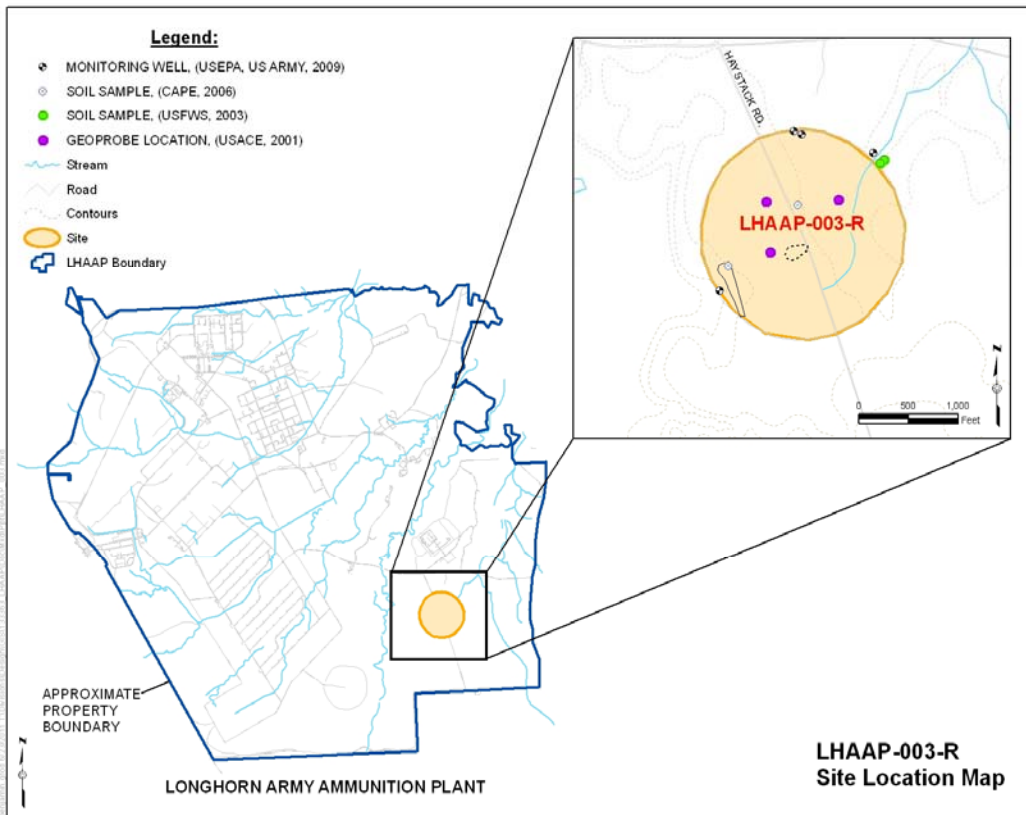 Legend:
MONITORING WELL, (USEPA, US ARMY, 2009)
SOIL SAMPLE, (CAPE, 2006)
SOIL SAMPLE, (USFWS, 2003)
GEOPROBE LOCATION, (USACE, 2001)
Stream
Road
Contours
Site
LHAAP Boundary
HAYSTACK RD.
LHAAP-003-R
N
0 500 1,000
Feet
APPROXIMATE
PROPERTY
BOUNDARY
N
LONGHORN ARMY AMMUNITION PLANT
LHAAP-003-R
Site Location Map